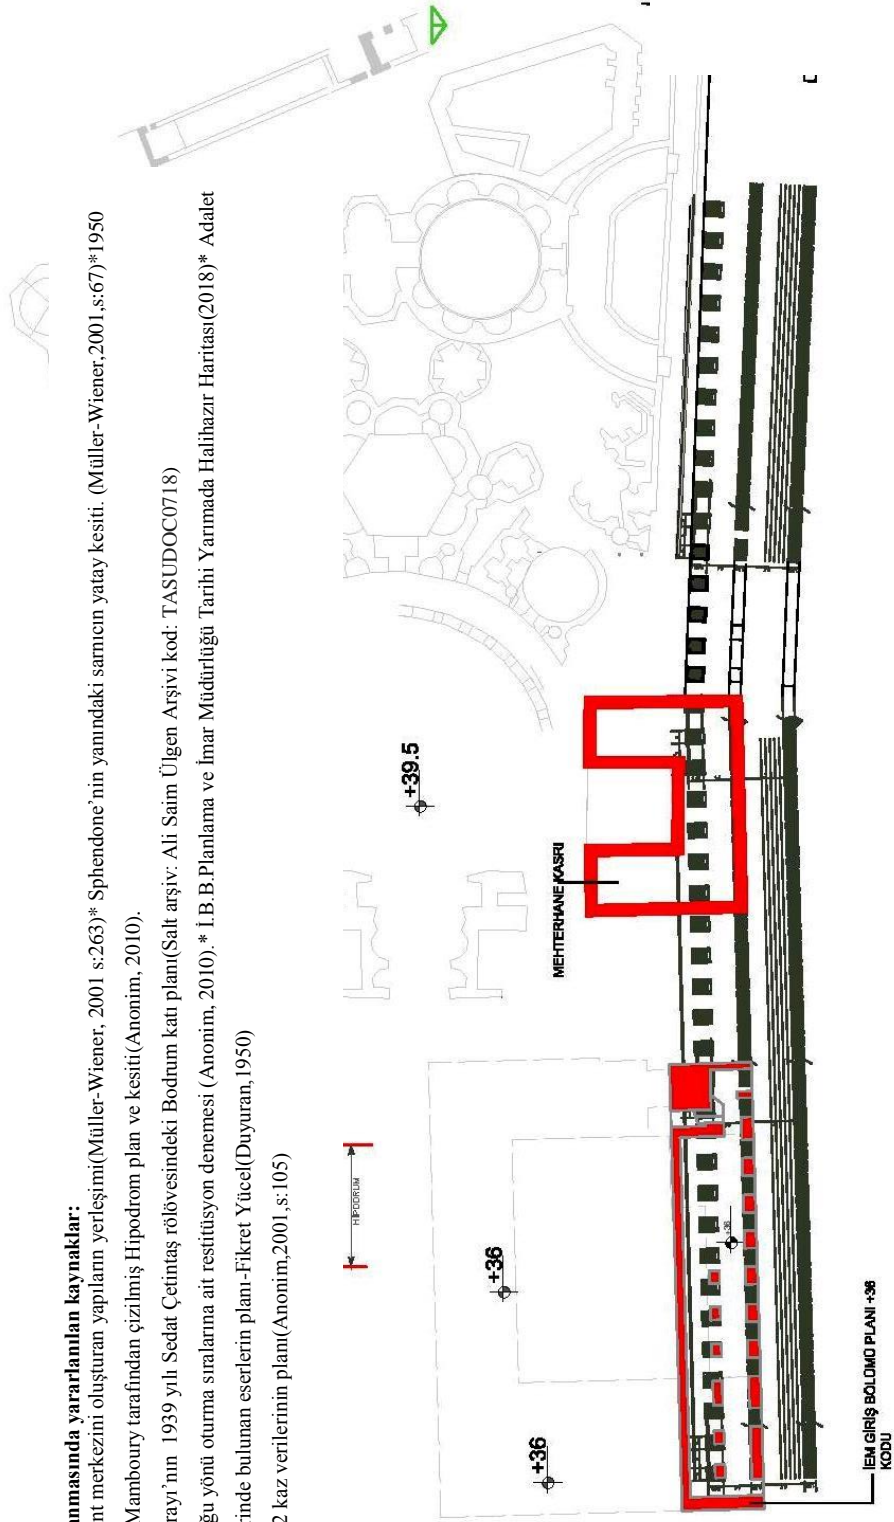 anmasında yararlanılan kaynaklar:
nt merkezini oluşturan yapıların yerleşimi(Müller-Wiener, 2001 s:263)* Sphendone’nin yanındaki sarnıcın yatay kesiti. (Müller-Wiener,2001,s:67)*1950
Mamboury tarafından çizilmiş Hipodrom plan ve kesiti(Anonim, 2010).
rayı’nın 1939 yılı Sedat Çetintaş rölövesindeki Bodrum katı planı(Salt arşiv: Ali Saim Ülgen Arşivi kod: TASUDOC0718)
ğu yönü oturma sıralarına ait restitüsyon denemesi (Anonim, 2010).* İ.B.B.Planlama ve İmar Müdürlüğü Tarihi Yarımada Halihazır Haritası(2018)* Adalet
rinde bulunan eserlerin planı-Fikret Yücel(Duyuran,1950)
2 kaz verilerinin planı(Anonim,2001,s:105)
HİPODRUM
+39.5
+36
+36
MEHTERHANE KASRI
+36
İEM GİRİŞ BÖLÜMÜ PLANI +36
KODU